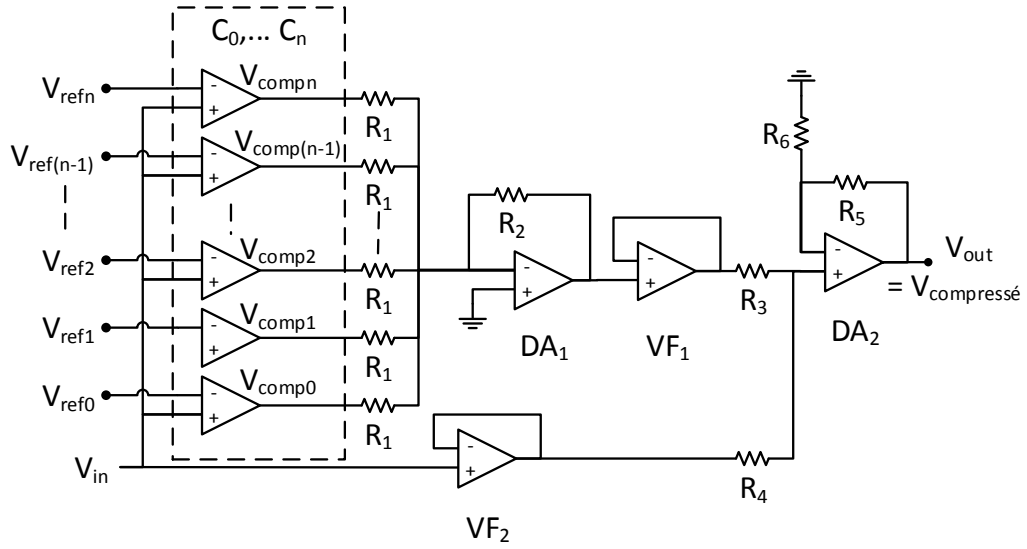 C0,... Cn
Vrefn
- +
Vcompn
R1
Vref(n-1)
- +
Vcomp(n-1)
R1
Vref2
- +
Vcomp2
R1
Vref1
- +
Vcomp1
R1
Vref0
- +
Vcomp0
R1
Vin
R2
- +
DA1
- +
VF1
R3
- +
VF2
R4
R6
R5
- +
DA2
Vout
= Vcompressé